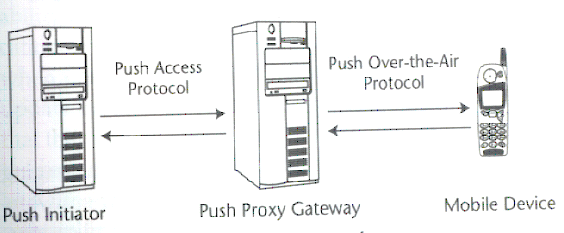 Push Access
Protocol
Push Over-the-Air
Protocol
Push Initiator
Push Proxy Gateway
Mobile Device